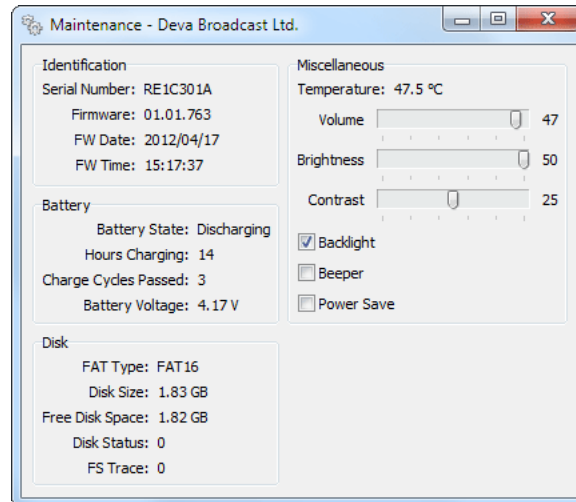 Maintenance - Deva Broadcast Ltd.
Identification
Serial Number: RE1C301A
Firmware: 01.01.763
FW Date: 2012/04/17
FW Time: 15:17:37
Battery
Battery State: Discharging
Hours Charging: 14
Charge Cycles Passed: 3
Battery Voltage: 4.17 V
Disk
FAT Type: FAT16
Disk Size: 1.83 GB
Free Disk Space: 1.82 GB
Disk Status: 0
FS Trace: 0
Miscellaneous
Temperature: 47.5 °C
Volume 47
Brightness 50
Contrast 25
Backlight
Beeper
Power Save